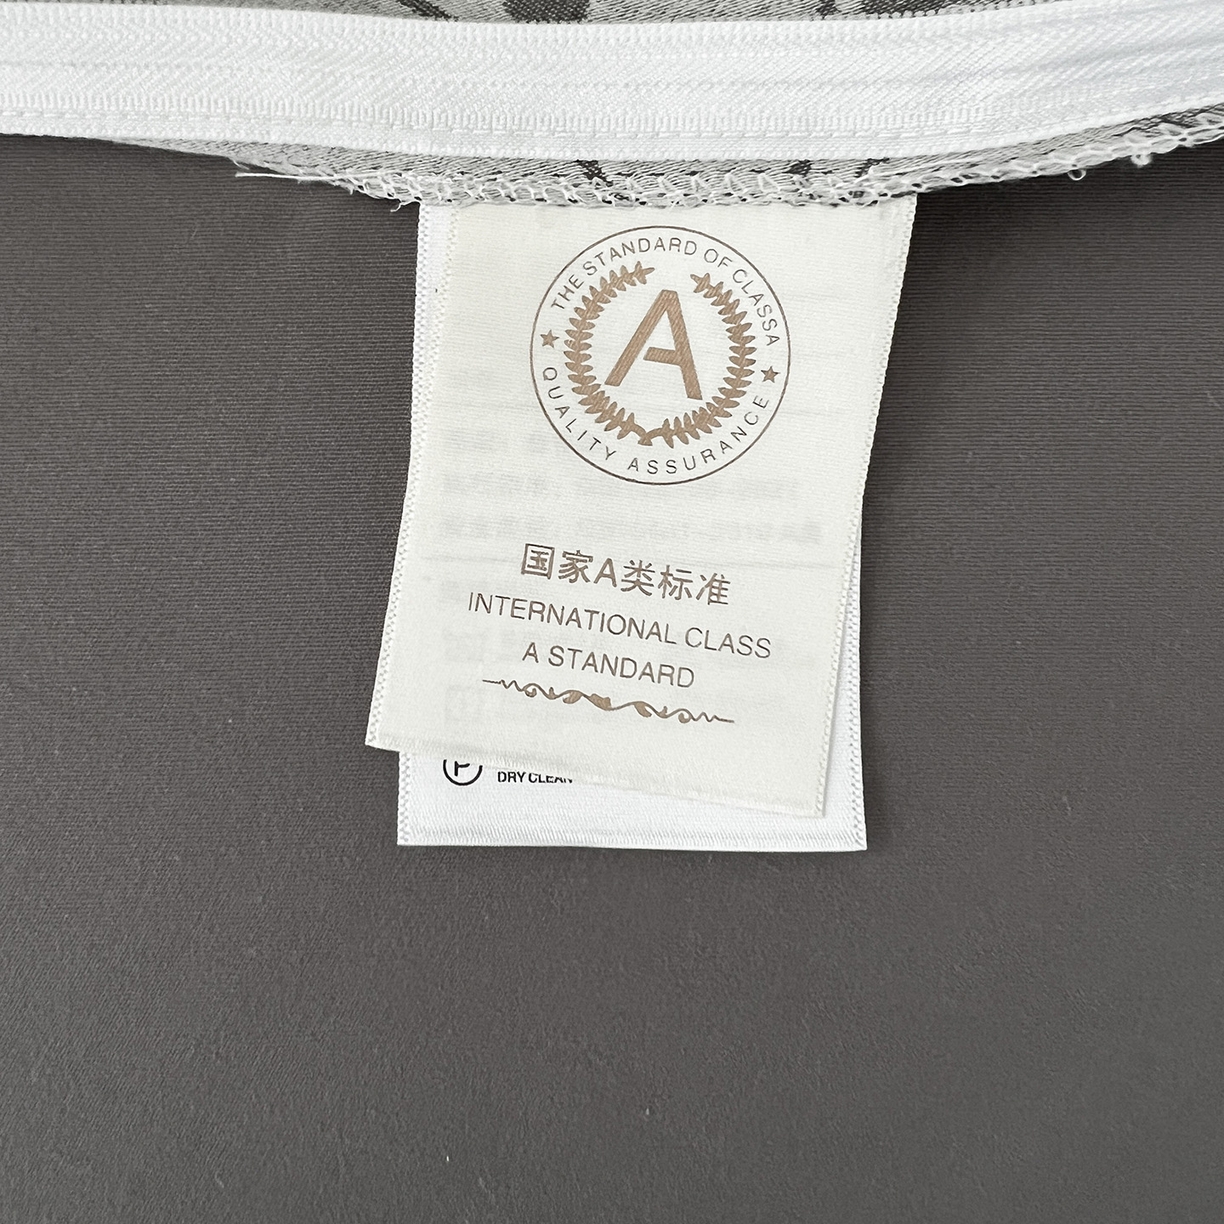 THE STANDARD OF CLASSA
A
QUALITY ASSURANCE
国家A类标准
INTERNATIONAL CLASS
A STANDARD
P
DRY CLEAN